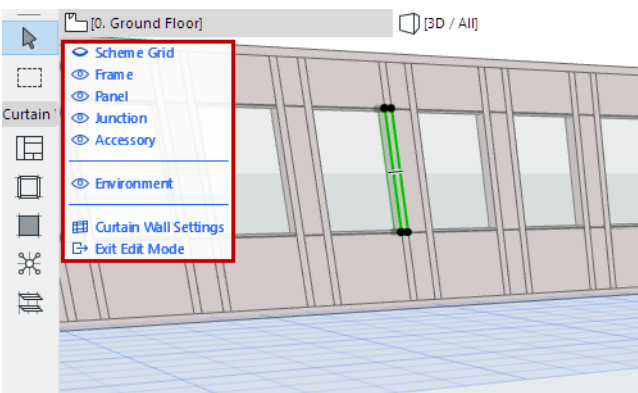 [0. Ground Floor]
[3D / All]
Scheme Grid
Frame
Panel
Curtain
Junction
Accessory
Environment
Curtain Wall Settings
Exit Edit Mode